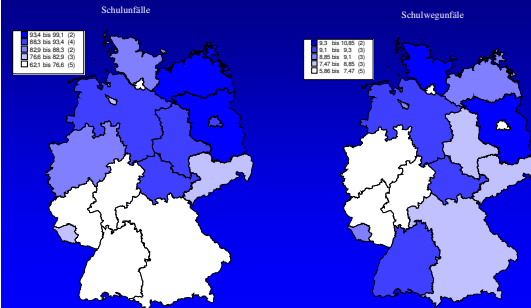 Schulunfälle
93,4 bis 99,1 (2)
88,3 bis 93,4 (4)
82,9 bis 88,3 (2)
76,6 bis 82,9 (3)
62,1 bis 76,6 (5)
Schulwegunfäle
9,3 bis 10,65 (2)
9,1 bis 9,3 (3)
8,85 bis 9,1 (3)
7,47 bis 8,85 (3)
5,86 bis 7,47 (5)